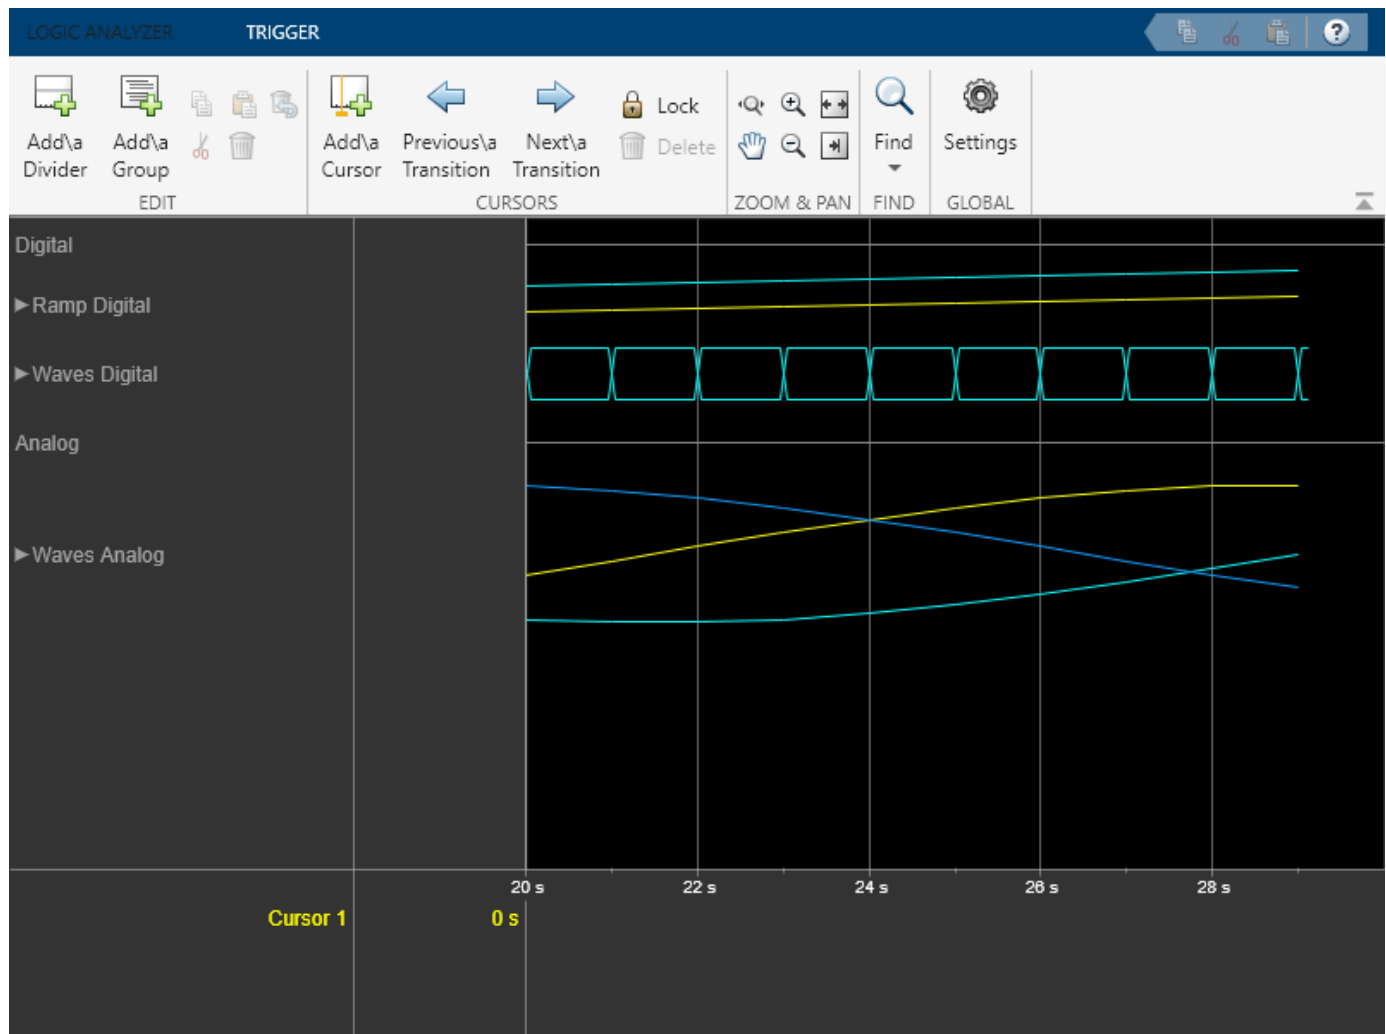 LOGIC ANALYZER
TRIGGER
?
Add\a
Divider
Add\a
Group
EDIT
Add\a
Cursor
Previous\a
Transition
Next\a
Transition
Lock
Delete
CURSORS
ZOOM & PAN
Find
FIND
Settings
GLOBAL
Digital
Ramp Digital
Waves Digital
Analog
Waves Analog
20 s 22 s 24 s 26 s 28 s
Cursor 1 0 s